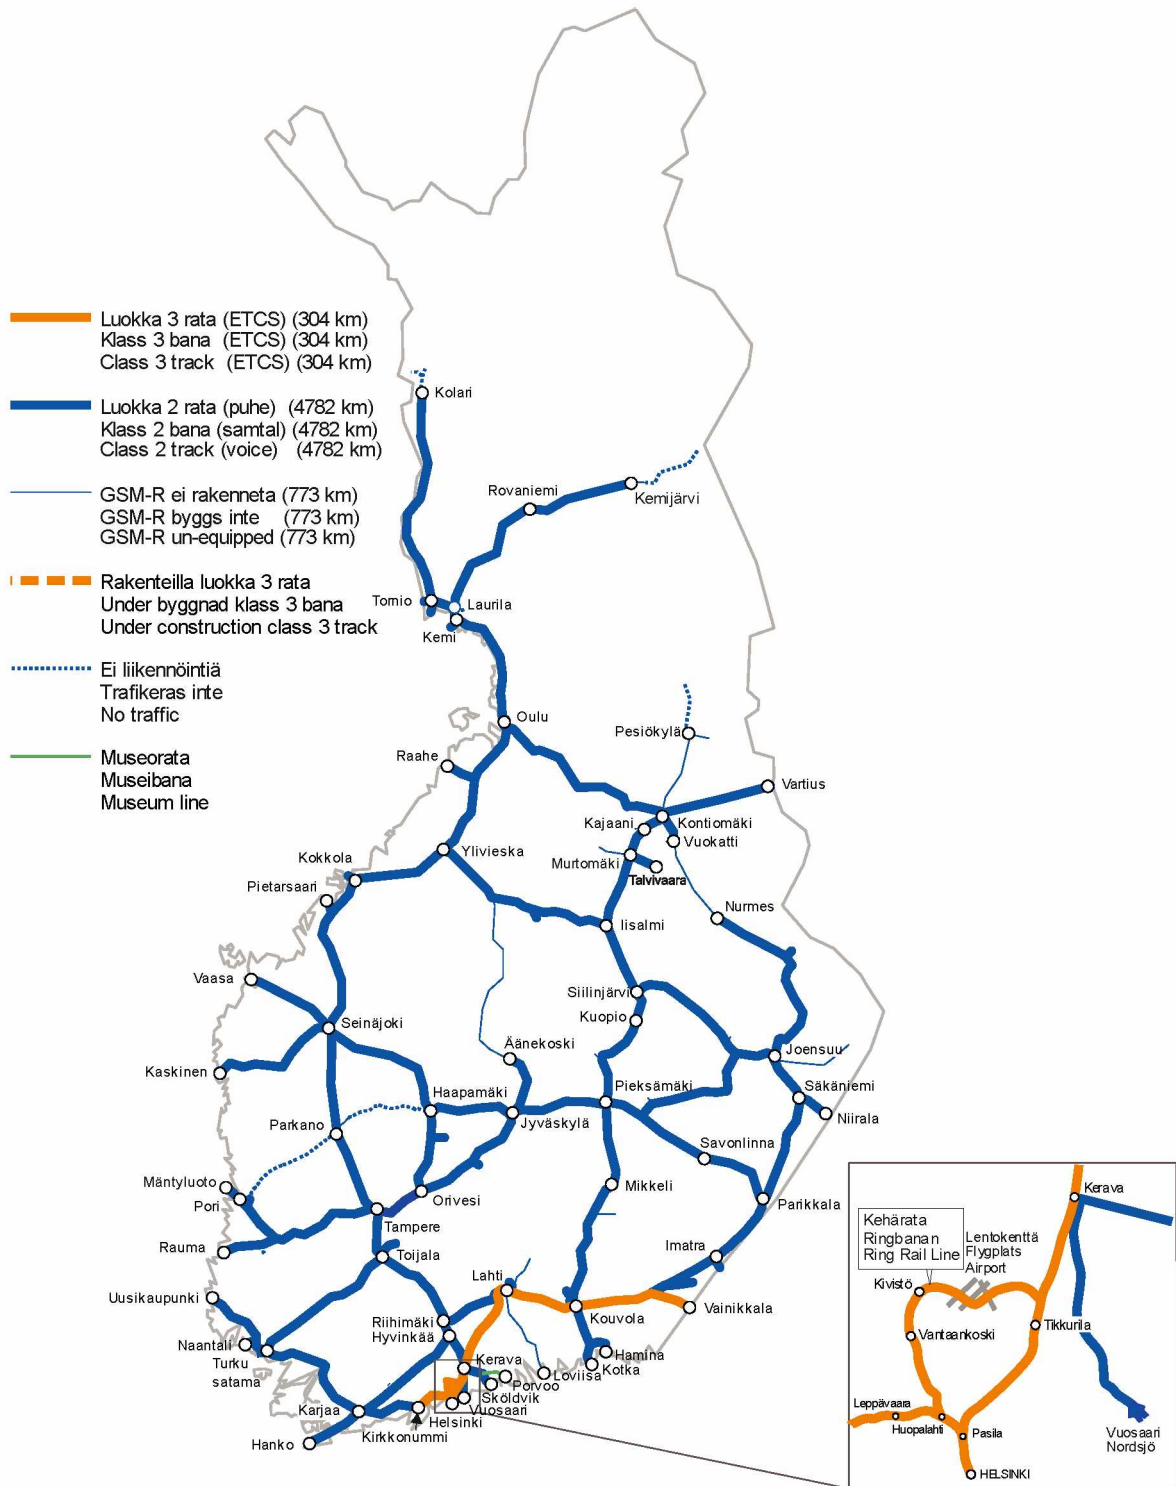 Luokka 3 rata (ETCS) (304 km)
Klass 3 bana (ETCS) (304 km)
Class 3 track (ETCS) (304 km)
Luokka 2 rata (puhe) (4782 km)
Klass 2 bana (samtal) (4782 km)
Class 2 track (voice) (4782 km)
GSM-R ei rakenneta (773 km)
GSM-R byggs inte (773 km)
GSM-R un-equipped (773 km)
Rakenteilla luokka 3 rata
Under byggnad klass 3 bana
Under construction class 3 track
Ei liikennöintiä
Trafikeras inte
No traffic
Museorata
Museibana
Museum line
Kolari
Rovaniemi
Kemijärvi
Tornio
Laurila
Kemi
Oulu
Pesiökylä
Raahe
Vartius
Kajaani
Kontiomäki
Vuokatti
Ylivieska
Murtomäki
Talvivaara
Kokkola
Pietarsaari
Nurmes
Iisalmi
Vaasa
Siilinjärvi
Kuopio
Seinäjoki
Äänekoski
Joensuu
Kaskinen
Haapamäki
Pieksämäki
Säkäniemi
Jyväskylä
Niirala
Parkano
Savonlinna
Mäntyluoto
Pori
Orivesi
Mikkeli
Parikkala
Tampere
Rauma
Toijala
Imatra
Lahti
Uusikaupunki
Riihimäki
Kouvola
Vainikkala
Hyvinkää
Naantali
Turku
satama
Kerava
Hamina
Kotka
Loviisa
Porvoo
Sköldvik
Vuosaari
Karjaa
Helsinki
Kirkkonummi
Hanko
Kerava
Kehärata
Ringbanan
Ring Rail Line
Lentokenttä
Flygplats
Airport
Kivistö
Vantaankoski
Tikkurila
Leppävaara
Huopalahti
Pasila
Vuosaari
Nordsjö
HELSINKI